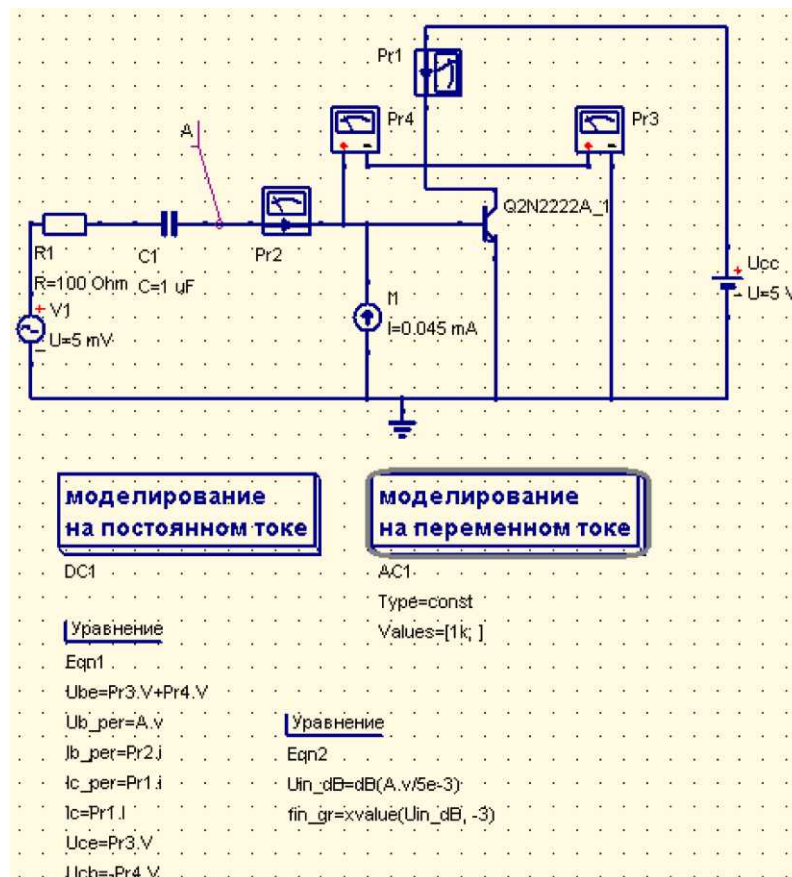 Pr1
Pr4
Pr3
A
Q2N2222A_1
R1
R=100 Ohm
C1
C=1 uF
Pr2
V1
U=5 mV
I1
I=0.045 mA
Ucc
U=5 V
моделирование
на постоянном токе
моделирование
на переменном токе
DC1
AC1
Type=const
Values=[1k; ]
Уравнение
Eqn1
Ube=Pr3.V+Pr4.V
Ub_per=A.v
Ib_per=Pr2.i
Ic_per=Pr1.i
Ic=Pr1.I
Uce=Pr3.V
Ucb=-Pr4.V
Уравнение
Eqn2
Uin_dB=dB(A.v/5e-3)
fin_gr=xvalue(Uin_dB, -3)